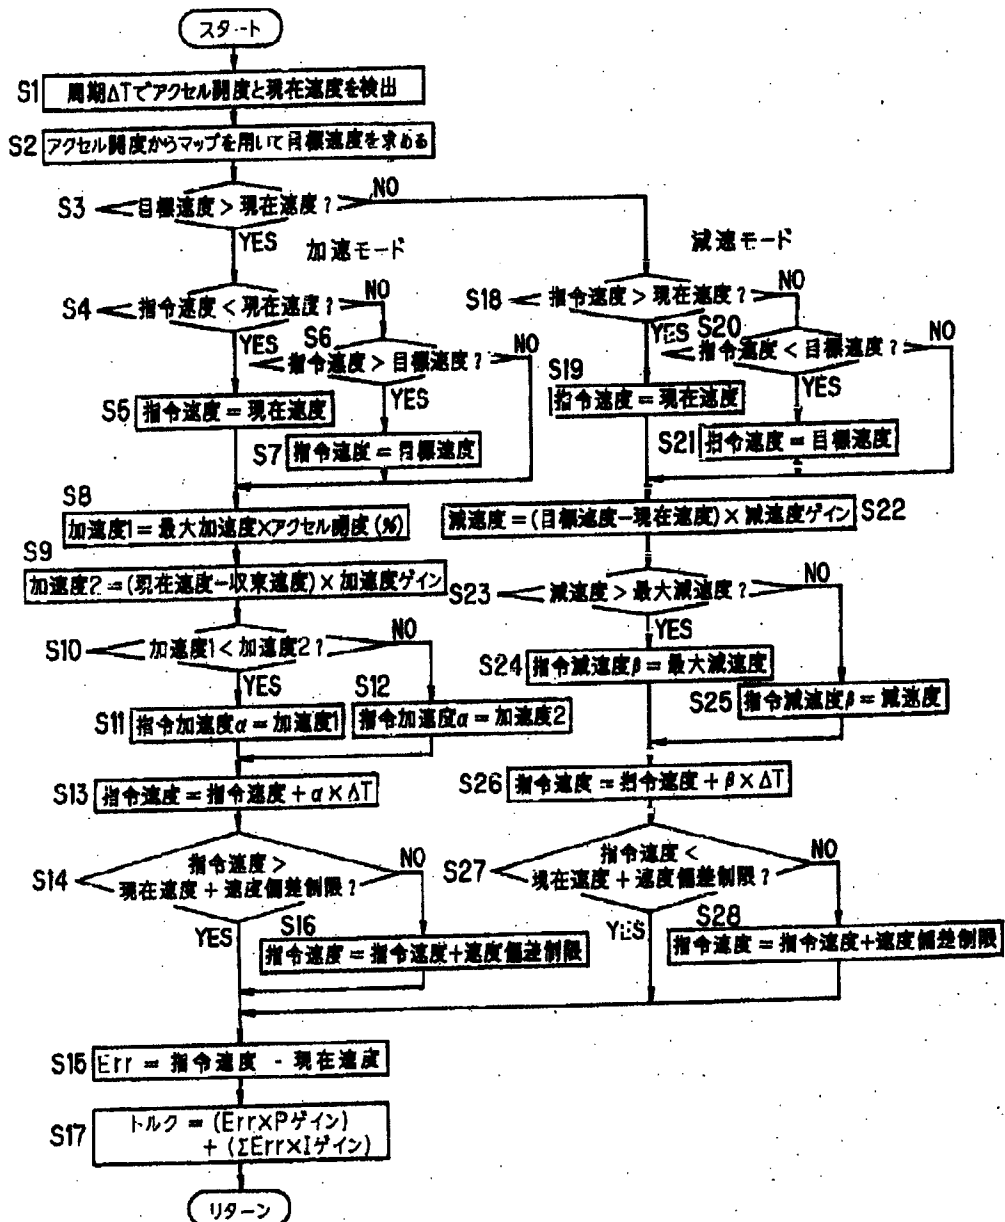 スタート
S1 周期ΔTでアクセル開度と現在速度を検出
S2 アクセル開度からマップを用いて目標速度を求める
S3 目標速度>現在速度?
NO
YES
加速モード
S4 指令速度<現在速度?
NO
YES
S6
指令速度>目標速度?
NO
YES
S5 指令速度=現在速度
S7 指令速度=目標速度
S8
加速度1=最大加速度×アクセル開度(%)
S9
加速度2=(現在速度-収束速度)×加速度ゲイン
S10 加速度1<加速度2?
NO
YES
S11 指令加速度α=加速度1
S12
指令加速度α=加速度2
S13 指令速度=指令速度+α×ΔT
S14 指令速度>
現在速度+速度偏差制限?
NO
YES
S16
指令速度=指令速度+速度偏差制限
減速モード
S18 指令速度>現在速度?
NO
YES
S20
指令速度<目標速度?
NO
YES
S19
指令速度=現在速度
S21 指令速度=目標速度
減速度=(目標速度-現在速度)×減速度ゲイン S22
S23 減速度>最大減速度?
NO
YES
S24 指令減速度β=最大減速度
S25 指令減速度β=減速度
S26 指令速度=指令速度+β×ΔT
S27 指令速度<
現在速度+速度偏差制限?
NO
YES
S28
指令速度=指令速度+速度偏差制限
S15 Err=指令速度 - 現在速度
S17 トルク=(Err×Pゲイン)
+(ΣErr×Iゲイン)
リターン